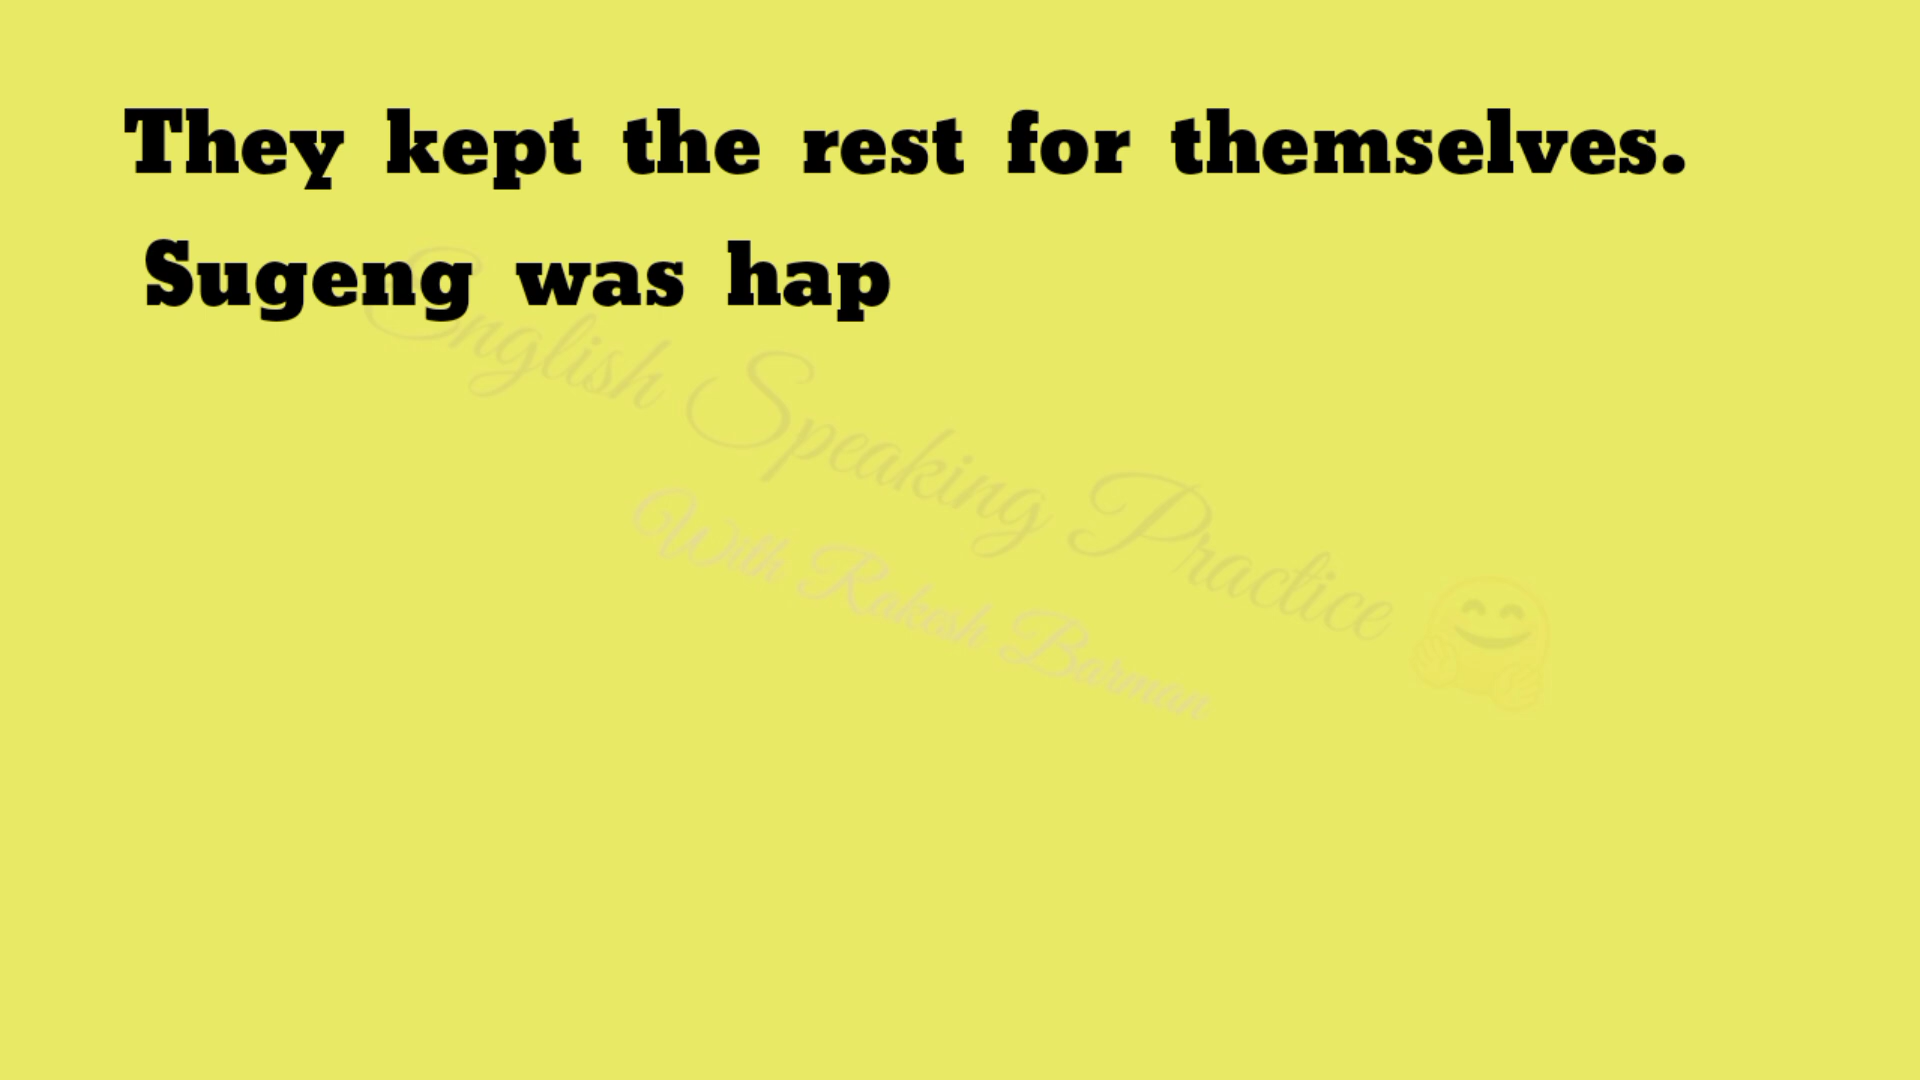 They kept the rest for themselves.
Sugeng was hap
English Speaking Practice
With Rakesh Barman